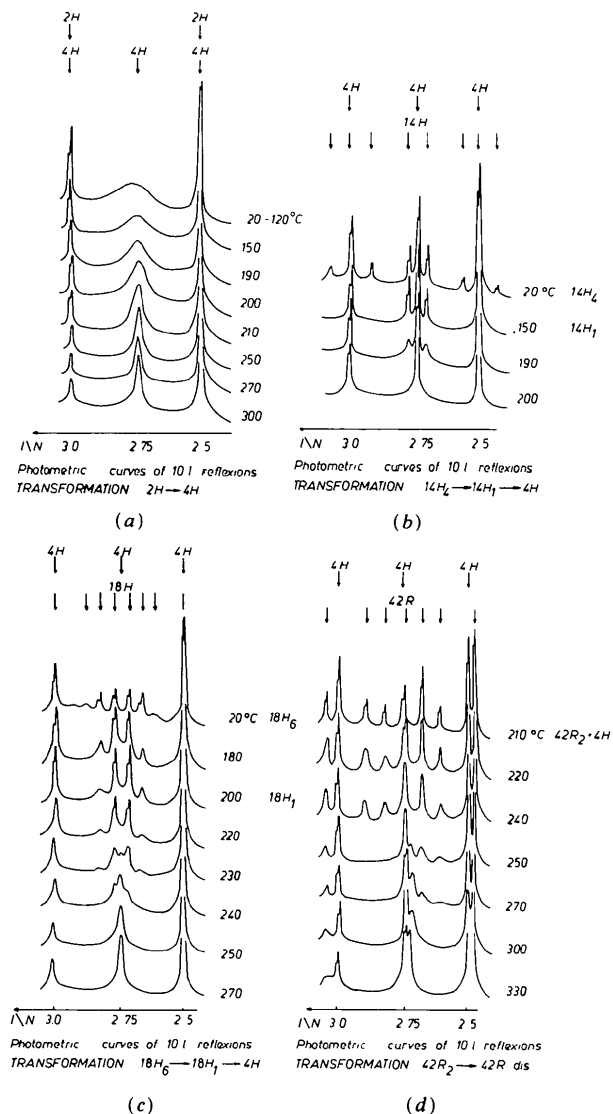 2H 2H
4H 4H 4H
20 - 120°C
150
190
200
210
250
270
300
l\N 3 0 2 75 2 5
Photometric curves of 10 l reflexions
TRANSFORMATION 2H → 4H
(a)
4H 4H 4H
14H
20 °C 14H₄
.150 14H₁
190
200
l\N 3 0 2 75 2 5
Photometric curves of 10 l reflexions
TRANSFORMATION 14H₄ → 14H₁ → 4H
(b)
4H 4H 4H
18H
20°C 18H₆
180
200 18H₁
220
230
240
250
270
l\N 3.0 2 75 2 5
Photometric curves of 10 l reflexions
TRANSFORMATION 18H₆ → 18H₁ → 4H
(c)
4H 4H 4H
42R
210 °C 42R₂ + 4H
220
240
250
270
300
330
l\N 3 0 2 75 2 5
Photometric curves of 10 l reflexions
TRANSFORMATION 42R₂ → 42R dis
(d)